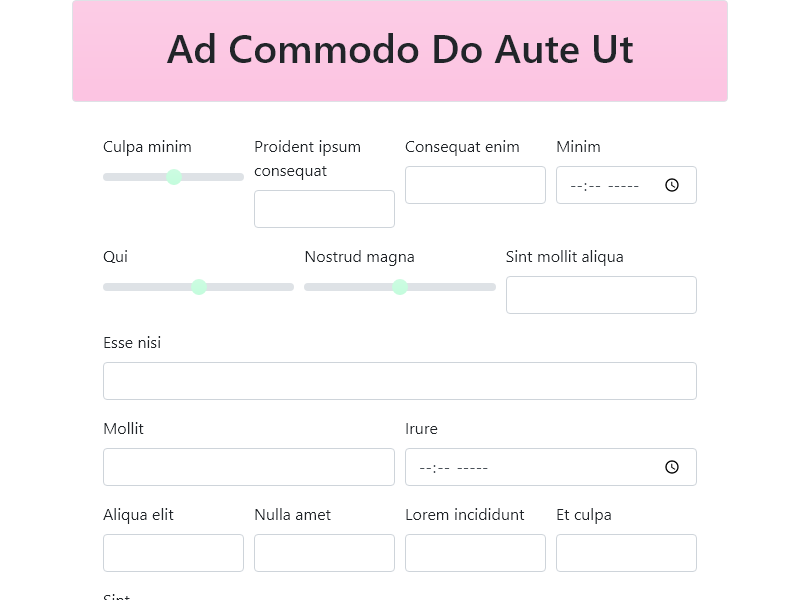 Ad Commodo Do Aute Ut
Culpa minim
Proident ipsum
consequat
Consequat enim
Minim
--:-- -----
Qui
Nostrud magna
Sint mollit aliqua
Esse nisi
Mollit
Irure
--:-- -----
Aliqua elit
Nulla amet
Lorem incididunt
Et culpa
Sint